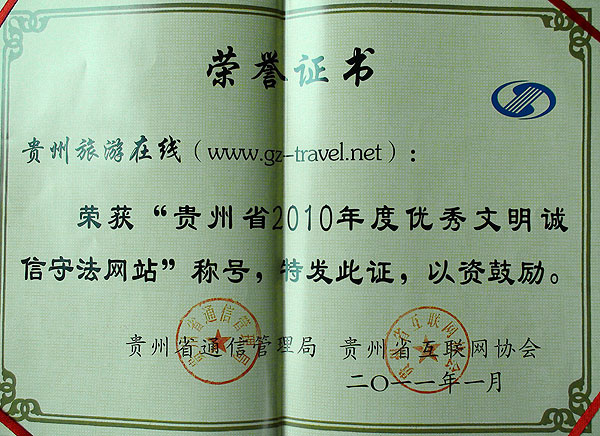 荣誉证书
贵州旅游在线（www.gz-travel.net）：
荣获“贵州省2010年度优秀文明诚
信守法网站”称号，特发此证，以资鼓励。
贵州省通信管理局 贵州省互联网协会
二〇一一年一月